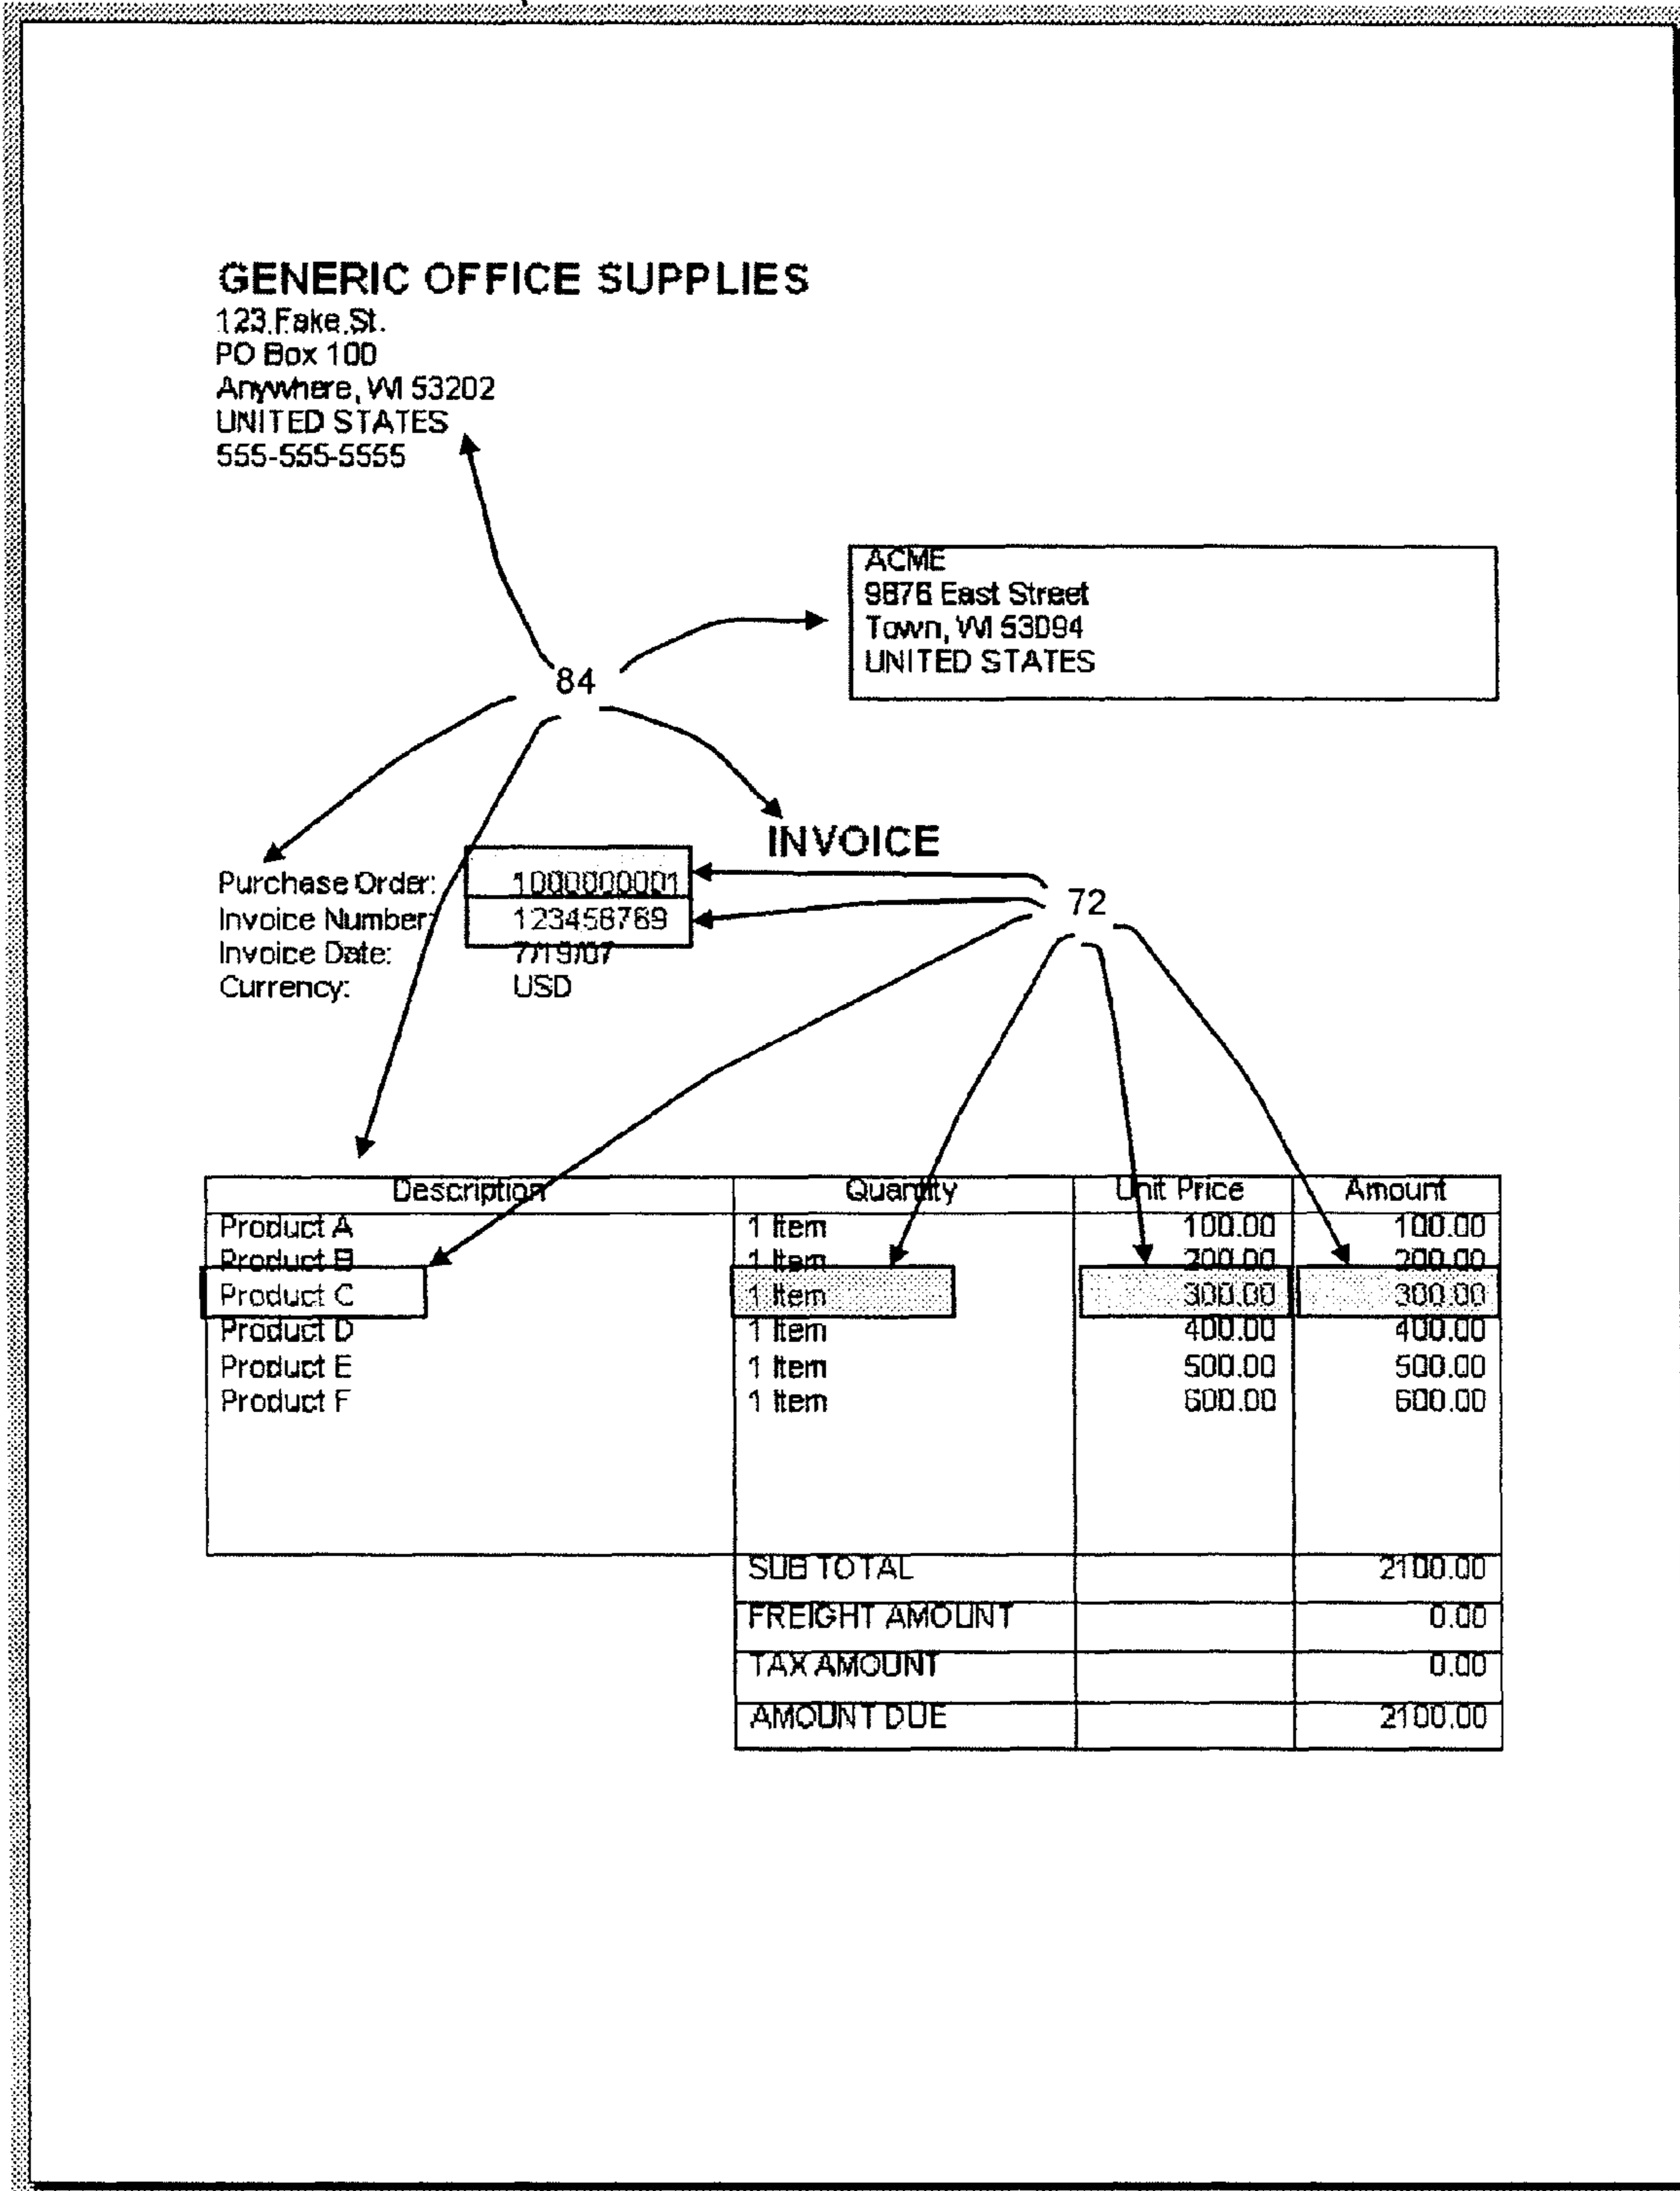 GENERIC OFFICE SUPPLIES
123 Fake St.
PO Box 100
Anywhere, WI 53202
UNITED STATES
555-555-5555
ACME
9876 East Street
Town, WI 53094
UNITED STATES
84
INVOICE
Purchase Order: 1000000001
72
Invoice Number: 123456789
Invoice Date: 7/19/07
Currency: USD
Description Quantity Unit Price Amount
Product A 1 Item 100.00 100.00
Product B 1 Item 200.00 200.00
Product C 1 Item 300.00 300.00
Product D 1 Item 400.00 400.00
Product E 1 Item 500.00 500.00
Product F 1 Item 600.00 600.00
SUB TOTAL 2100.00
FREIGHT AMOUNT 0.00
TAX AMOUNT 0.00
AMOUNT DUE 2100.00